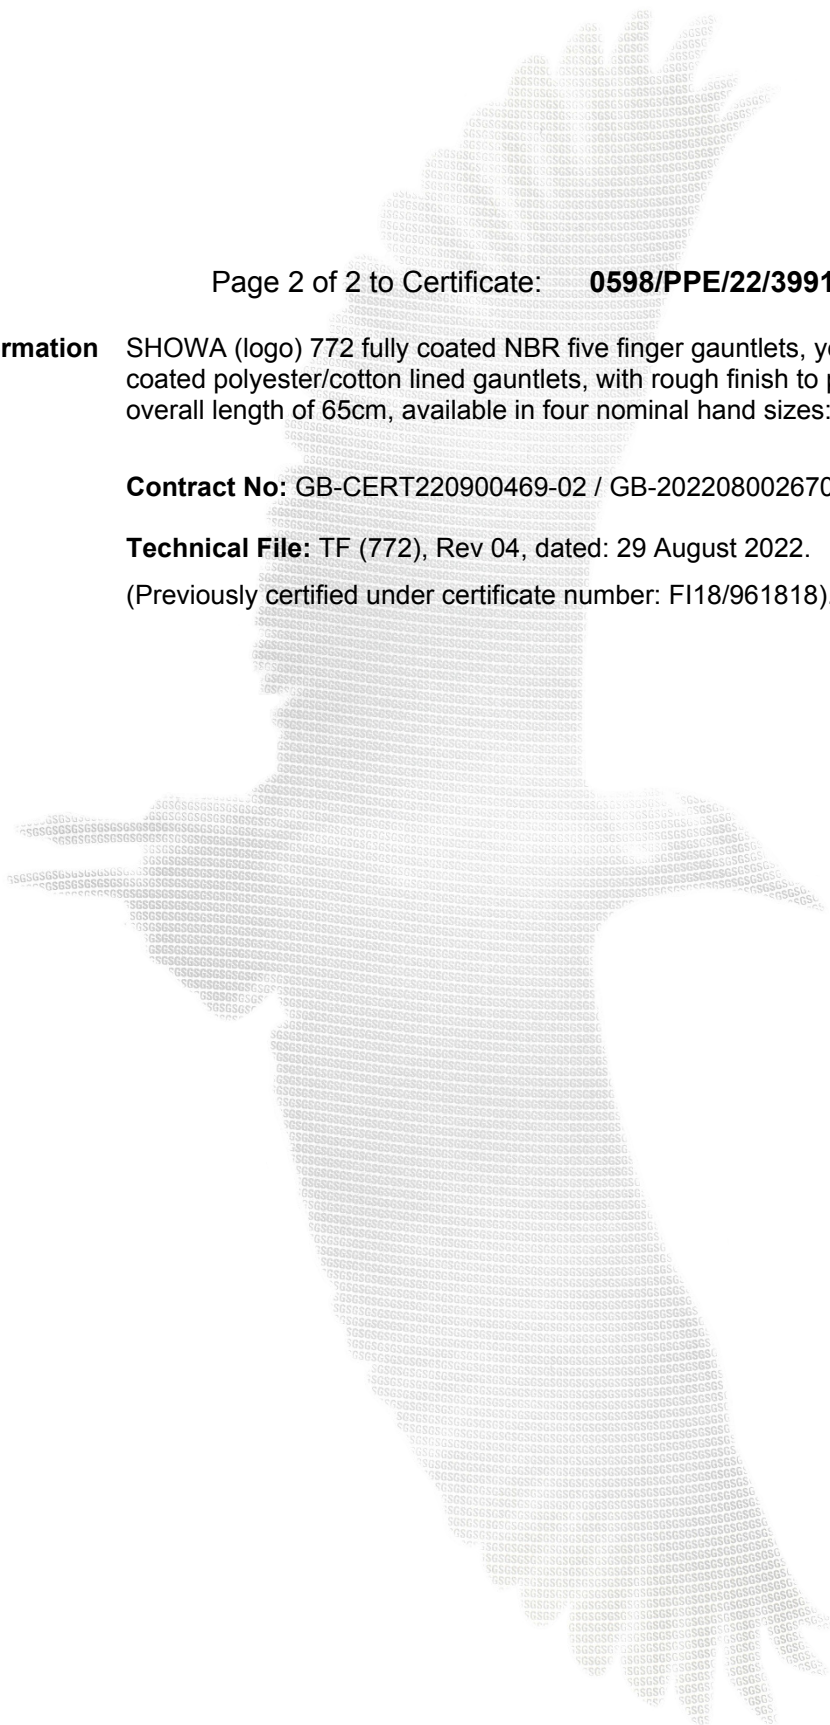 Page 2 of 2 to Certificate: 0598/PPE/22/3991
rmation SHOWA (logo) 772 fully coated NBR five finger gauntlets, ye
coated polyester/cotton lined gauntlets, with rough finish to p
overall length of 65cm, available in four nominal hand sizes:
Contract No: GB-CERT220900469-02 / GB-202208002670
Technical File: TF (772), Rev 04, dated: 29 August 2022.
(Previously certified under certificate number: FI18/961818).